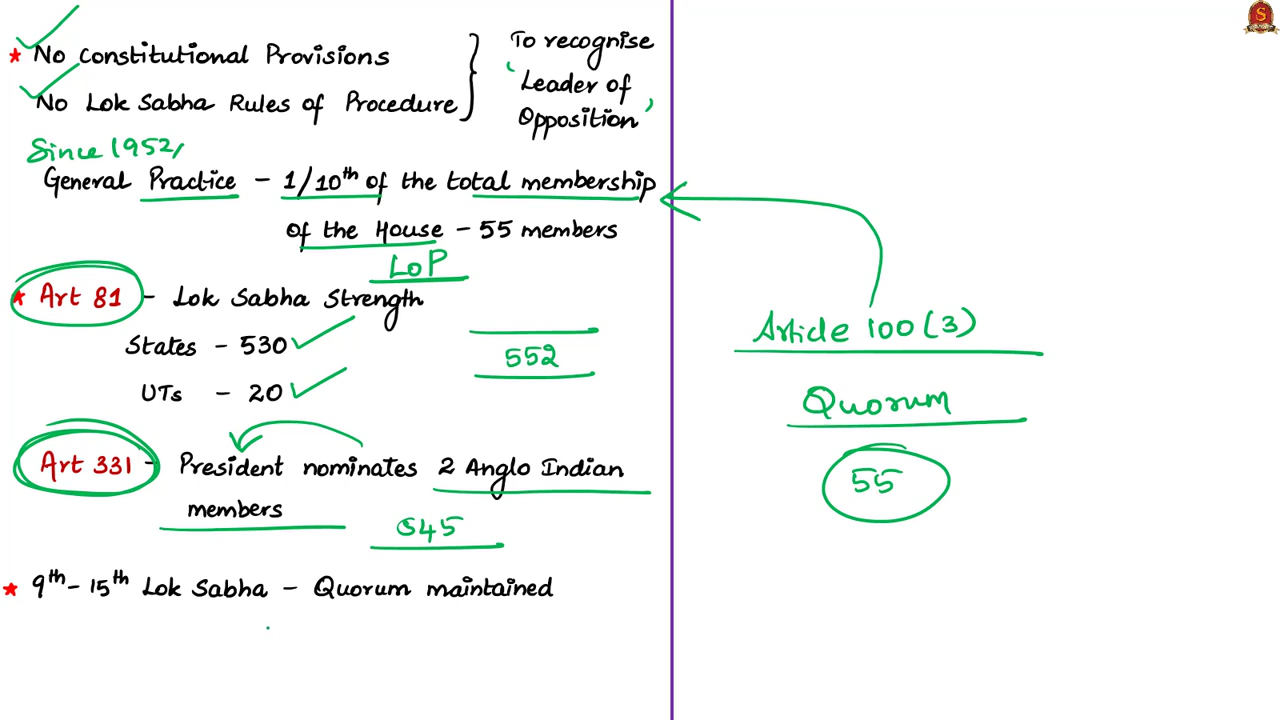 * No Constitutional Provisions
* No Lok Sabha Rules of Procedure
To recognise
'Leader of
Opposition'
Since 1952,
General Practice - 1/10th of the total membership
of the House - 55 members
LoP
* Art 81 - Lok Sabha Strength
States - 530
UTs - 20
552
* Art 331 - President nominates 2 Anglo Indian
members
545
* 9th - 15th Lok Sabha - Quorum maintained
Article 100 (3)
Quorum
55
S